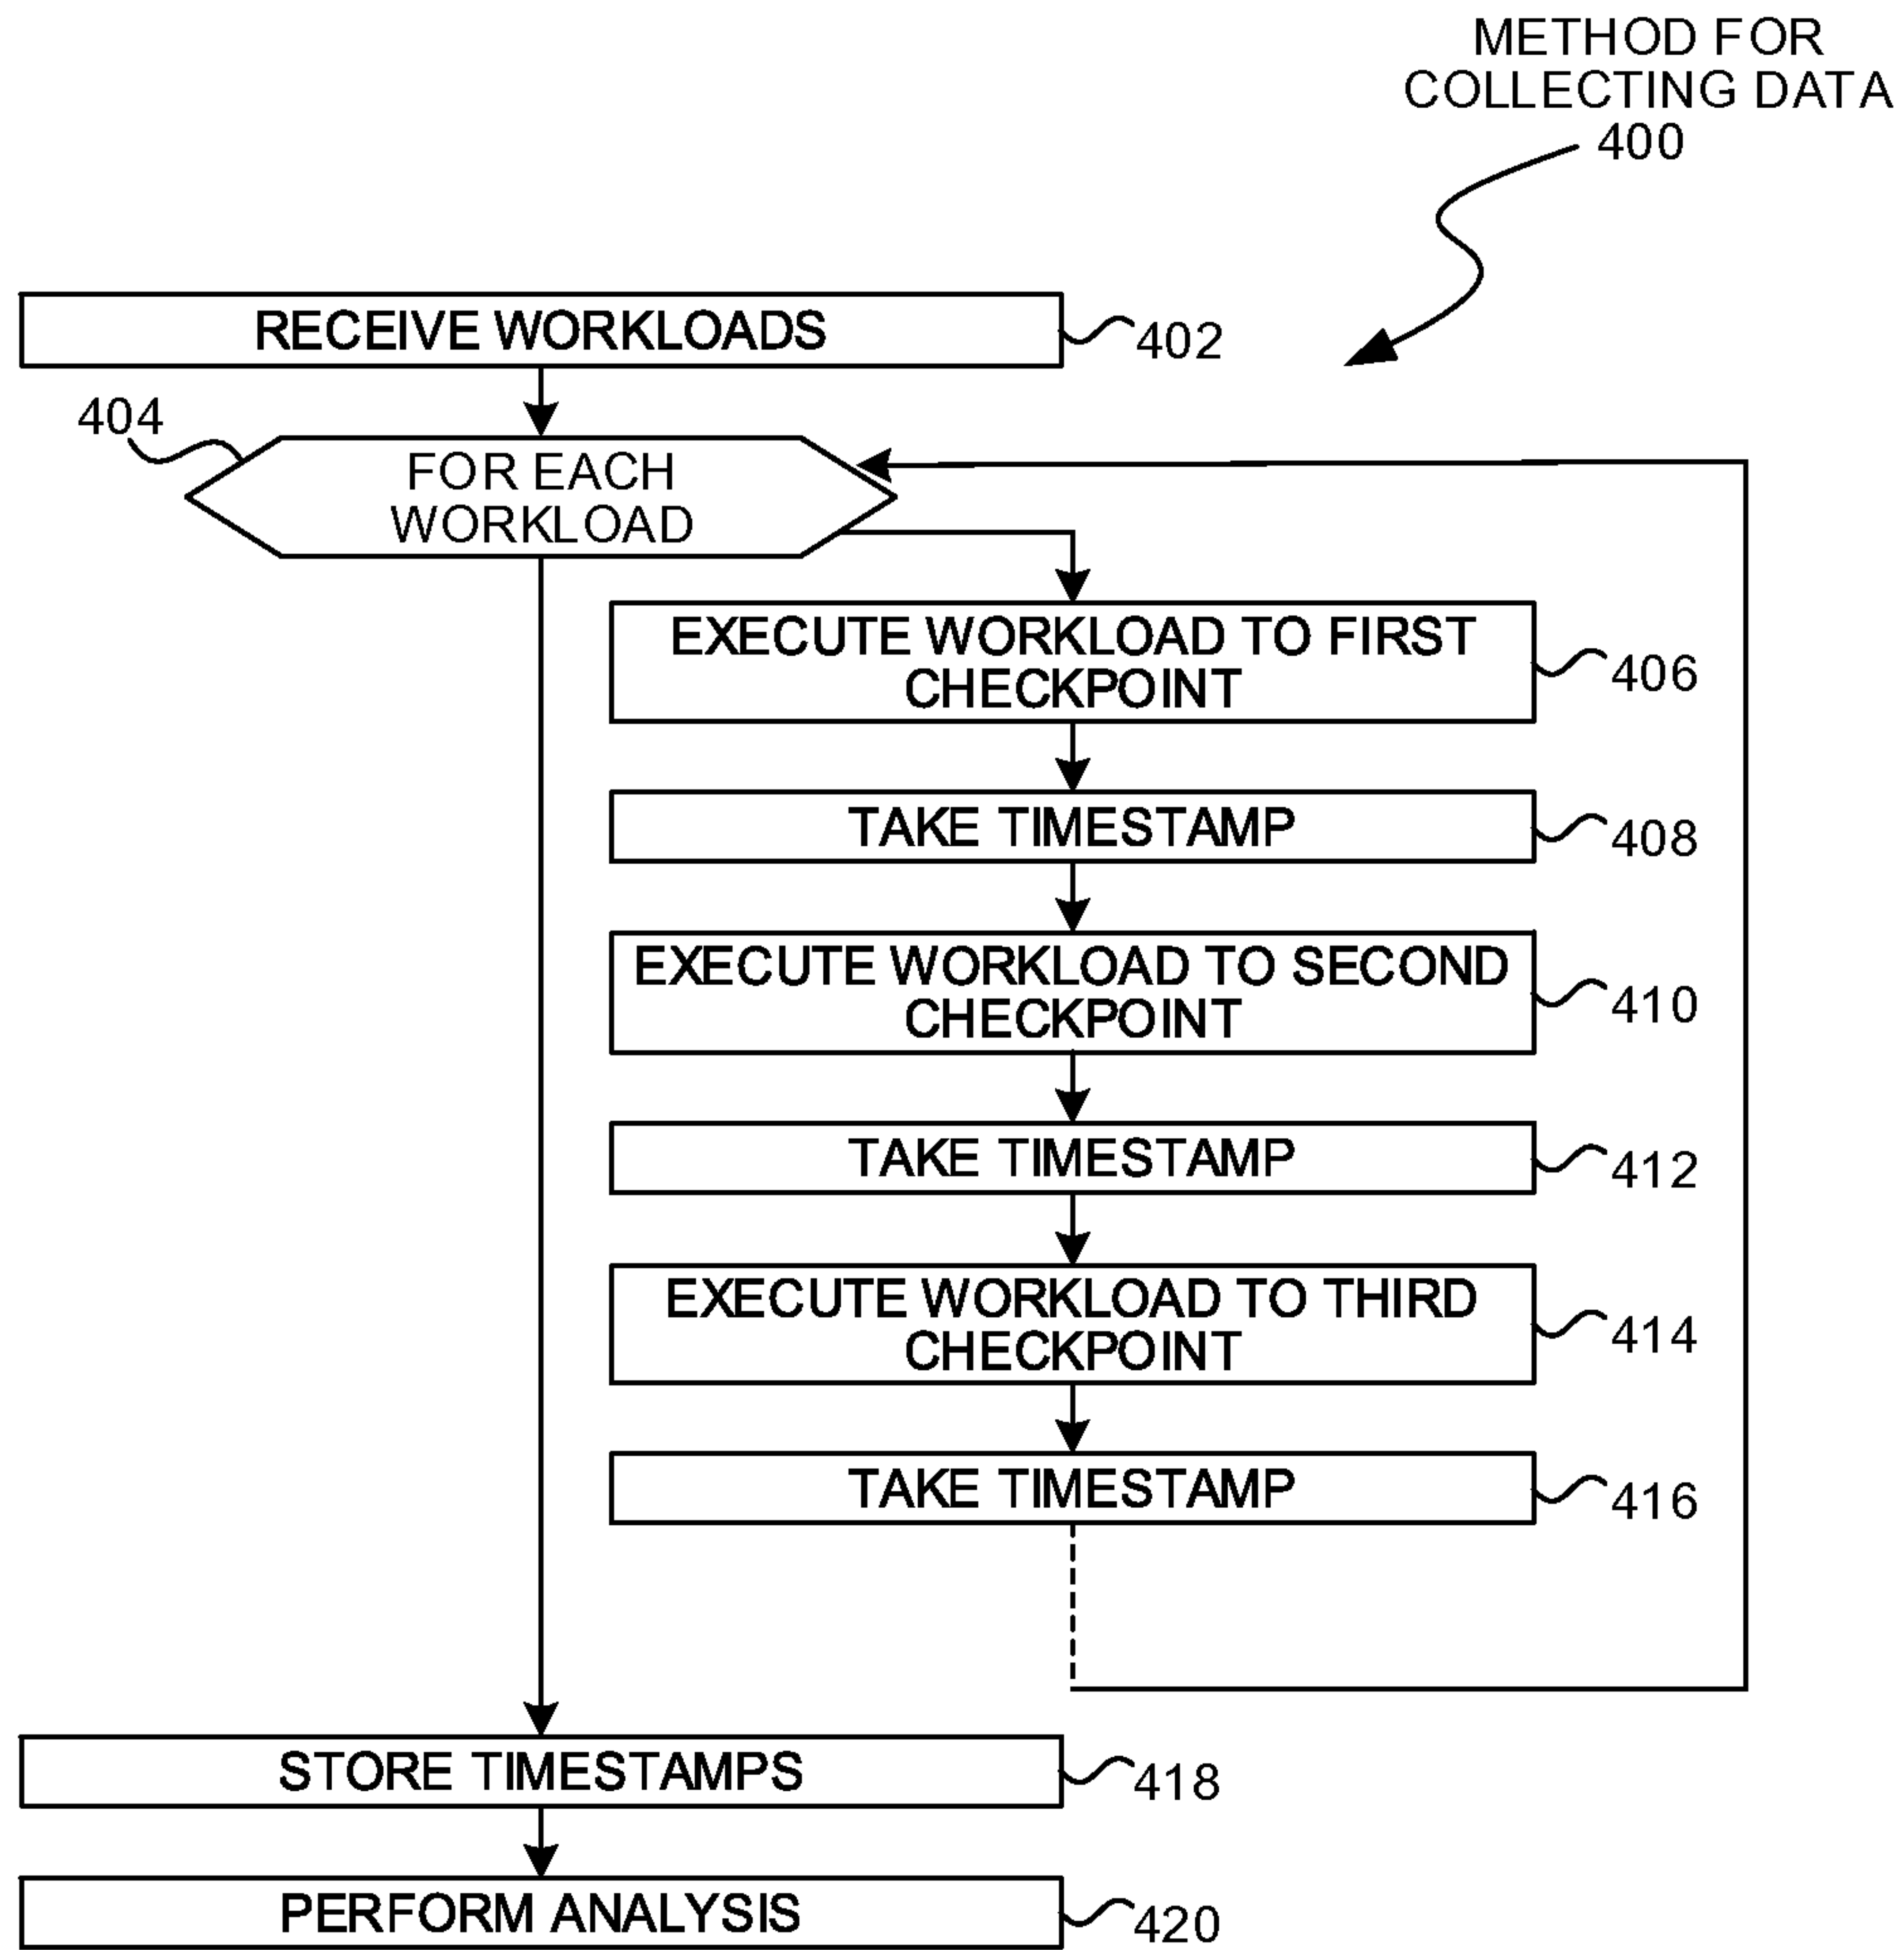 METHOD FOR
COLLECTING DATA
400
RECEIVE WORKLOADS
402
404
FOR EACH
WORKLOAD
EXECUTE WORKLOAD TO FIRST
CHECKPOINT
406
TAKE TIMESTAMP
408
EXECUTE WORKLOAD TO SECOND
CHECKPOINT
410
TAKE TIMESTAMP
412
EXECUTE WORKLOAD TO THIRD
CHECKPOINT
414
TAKE TIMESTAMP
416
STORE TIMESTAMPS
418
PERFORM ANALYSIS
420